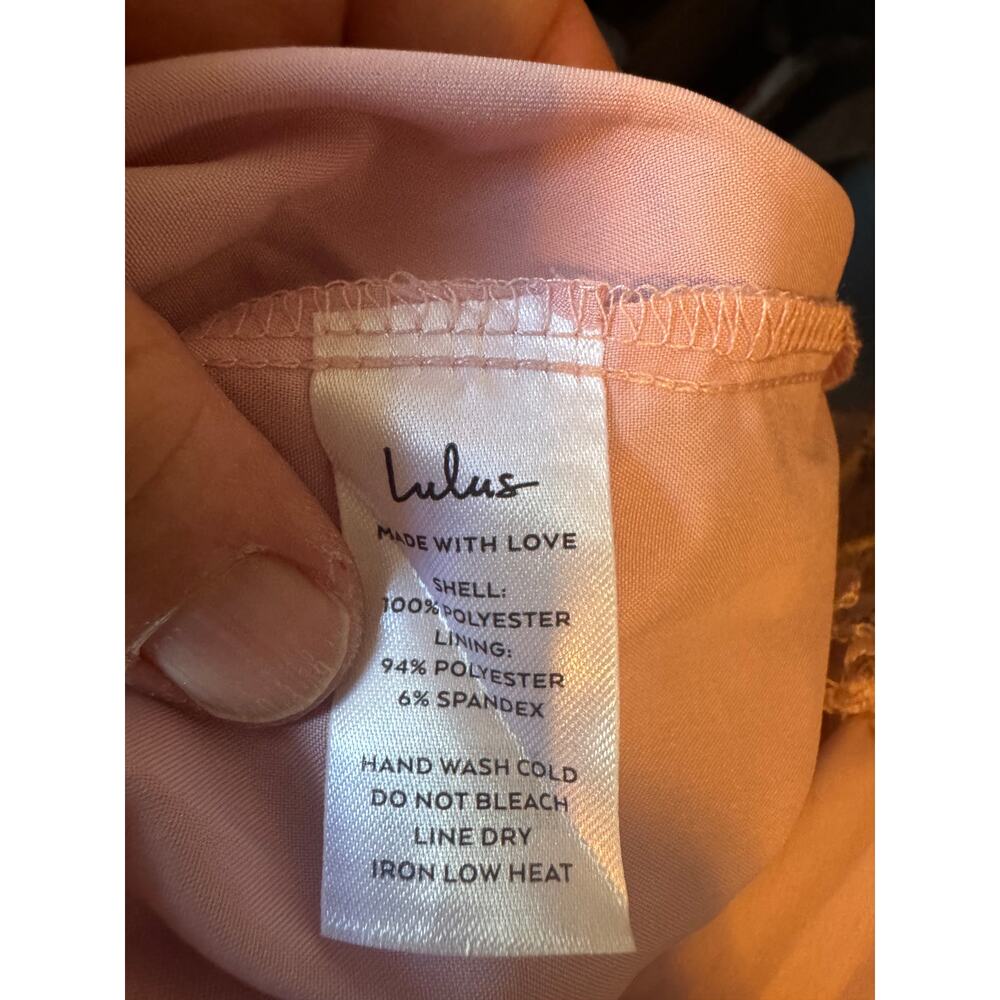 Lulus
MADE WITH LOVE
SHELL:
100% POLYESTER
LINING:
94% POLYESTER
6% SPANDEX
HAND WASH COLD
DO NOT BLEACH
LINE DRY
IRON LOW HEAT